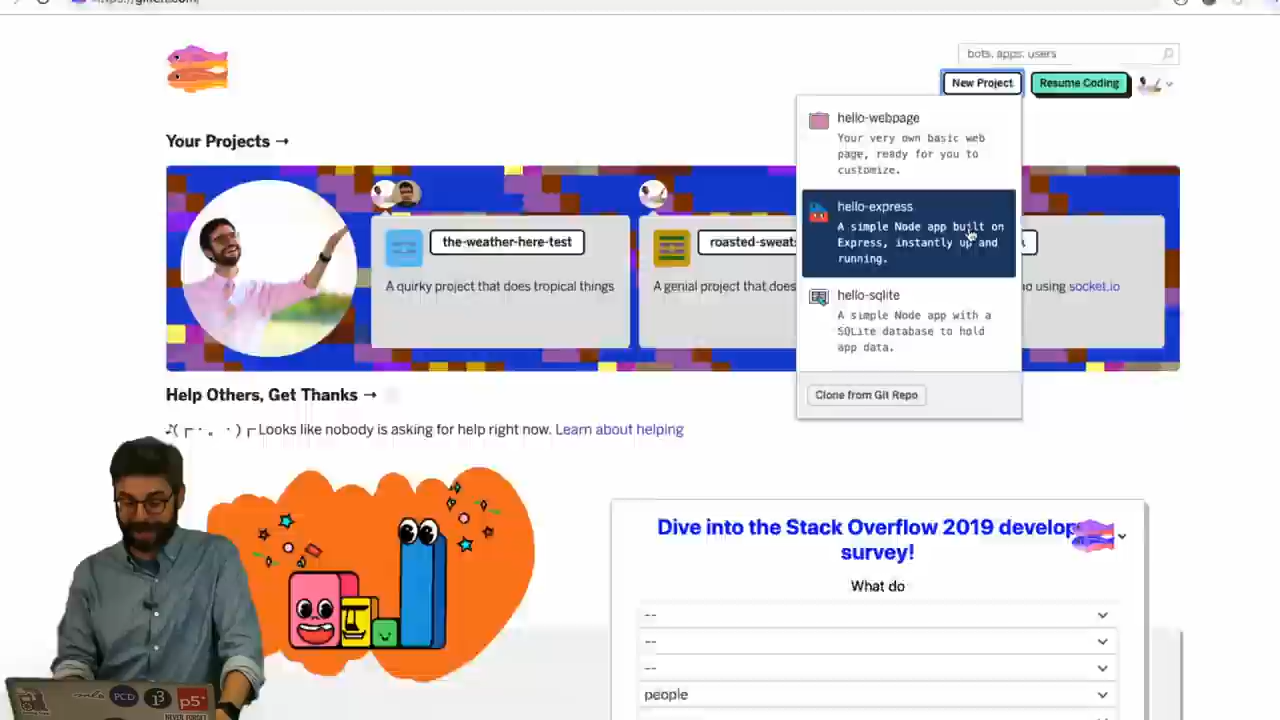 bots, apps, users
New Project
Resume Coding
hello-webpage
Your very own basic web
page, ready for you to
customize.
Your Projects →
hello-express
A simple Node app built on
Express, instantly up and
running.
the-weather-here-test
roasted-sweats
A quirky project that does tropical things
A genial project that does
using socket.io
hello-sqlite
A simple Node app with a
SQLite database to hold
app data.
Clone from Git Repo
Help Others, Get Thanks →
Looks like nobody is asking for help right now. Learn about helping
Dive into the Stack Overflow 2019 develop
survey!
What do
--
--
--
people
PCD
p5*
NEVER FORGET